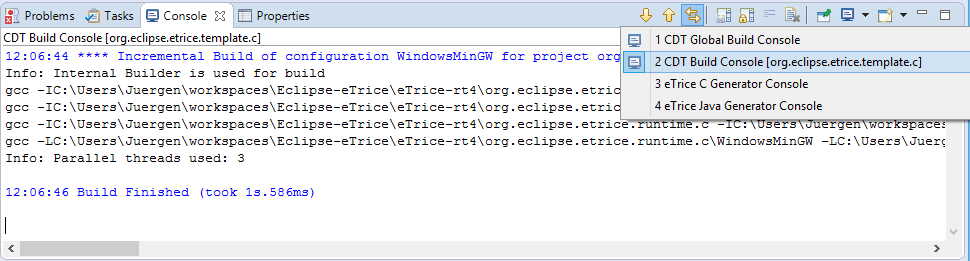 Problems Tasks Console Properties
CDT Build Console [org.eclipse.etrice.template.c]
1 CDT Global Build Console
2 CDT Build Console [org.eclipse.etrice.template.c]
3 eTrice C Generator Console
4 eTrice Java Generator Console
12:06:44 **** Incremental Build of configuration WindowsMinGW for project org
Info: Internal Builder is used for build
gcc -IC:\Users\Juergen\workspaces\Eclipse-eTrice\eTrice-rt4\org.eclipse.etric
gcc -IC:\Users\Juergen\workspaces\Eclipse-eTrice\eTrice-rt4\org.eclipse.etric
gcc -IC:\Users\Juergen\workspaces\Eclipse-eTrice\eTrice-rt4\org.eclipse.etrice.runtime.c -IC:\Users\Juergen\workspaces
gcc -LC:\Users\Juergen\workspaces\Eclipse-eTrice\eTrice-rt4\org.eclipse.etrice.runtime.c\WindowsMinGW -LC:\Users\Juerg
Info: Parallel threads used: 3
12:06:46 Build Finished (took 1s.586ms)